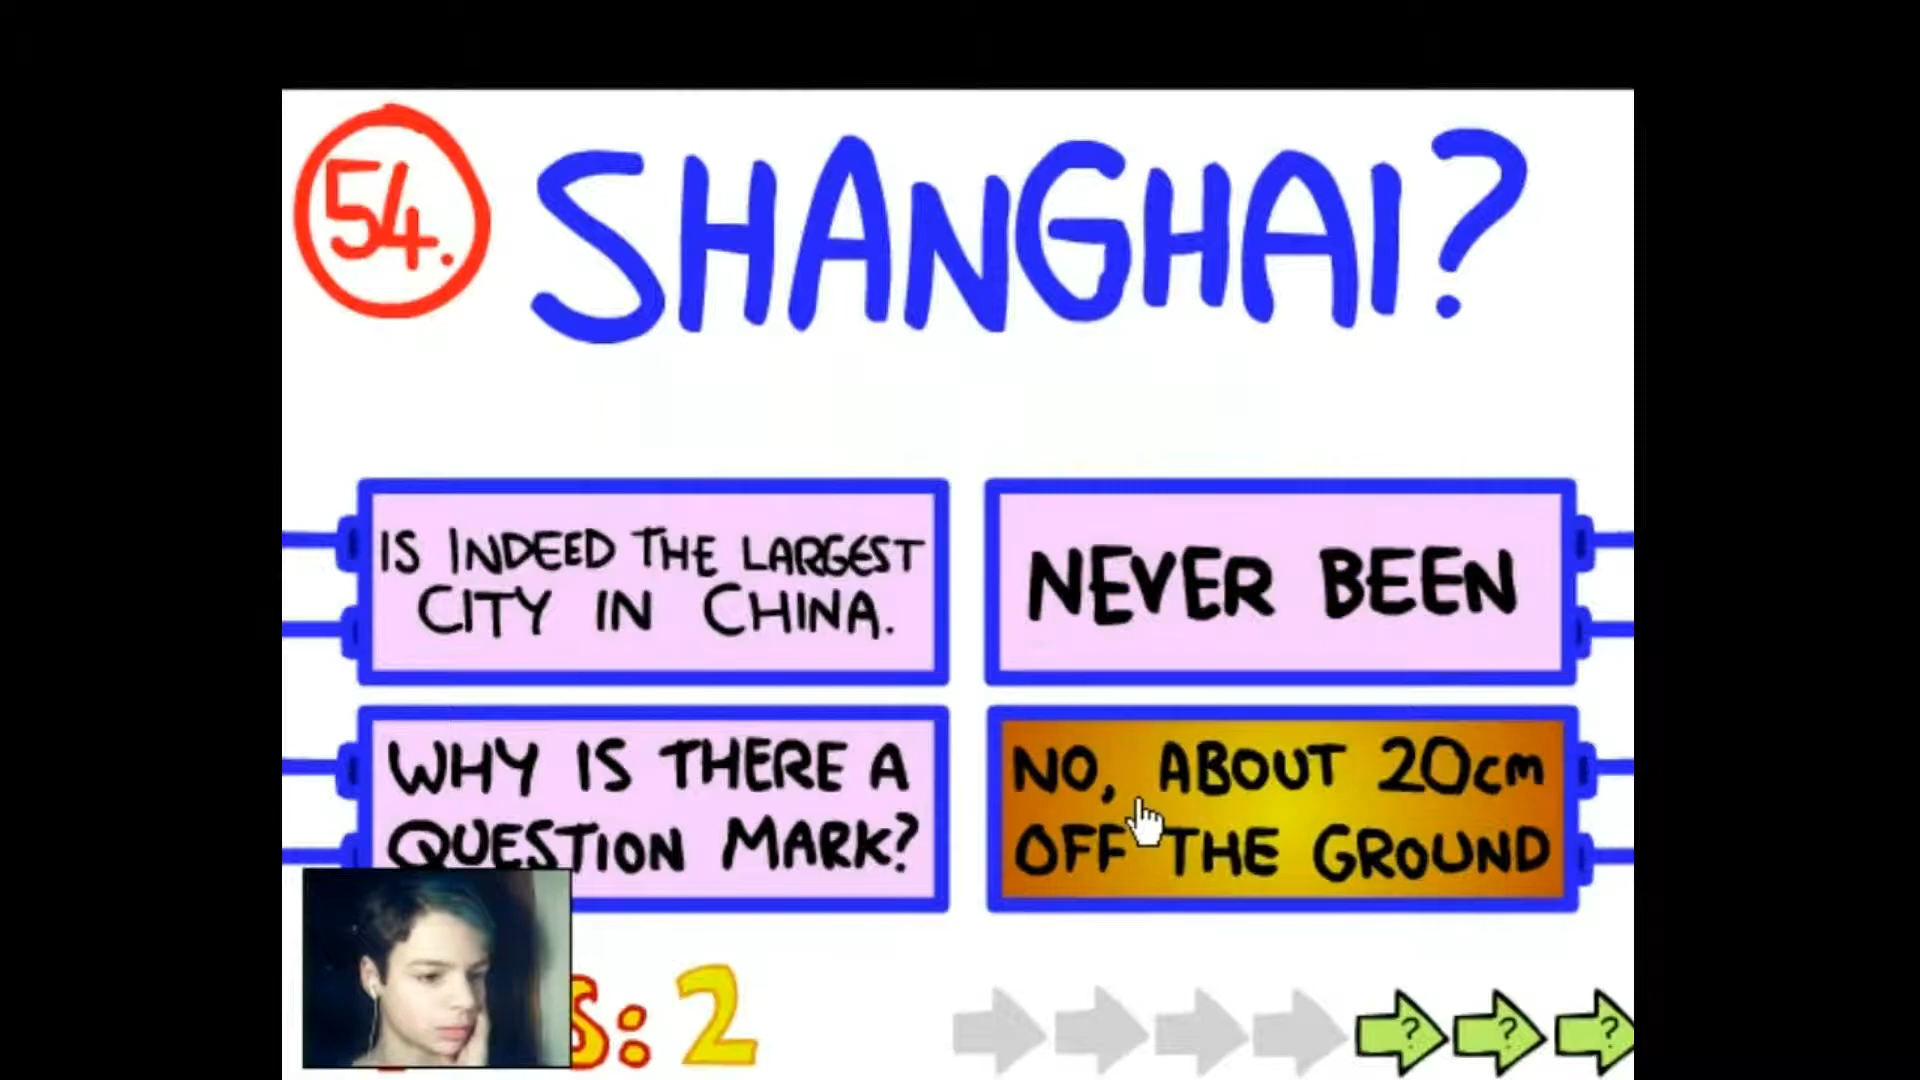 54.
SHANGHAI?
IS INDEED THE LARGEST
CITY IN CHINA.
NEVER BEEN
WHY IS THERE A
QUESTION MARK?
NO, ABOUT 20cm
OFF THE GROUND
S: 2
? ? ?